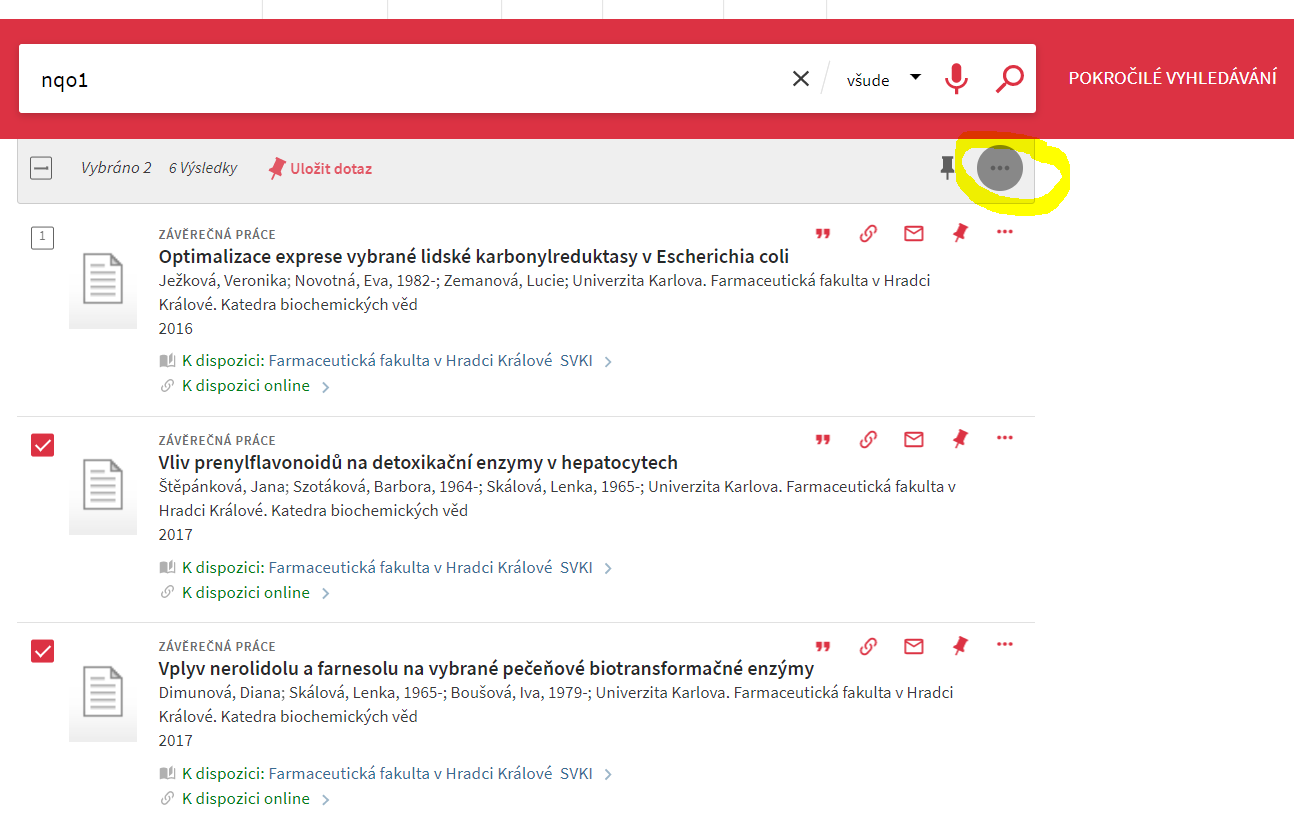 nqo1
všude
POKROČILÉ VYHLEDÁVÁNÍ
Vybráno 2 6 Výsledky Uložit dotaz
1
ZÁVĚREČNÁ PRÁCE
Optimalizace exprese vybrané lidské karbonylreduktasy v Escherichia coli
Ježková, Veronika; Novotná, Eva, 1982-; Zemanová, Lucie; Univerzita Karlova. Farmaceutická fakulta v Hradci
Králové. Katedra biochemických věd
2016
K dispozici: Farmaceutická fakulta v Hradci Králové SVKI
K dispozici online
ZÁVĚREČNÁ PRÁCE
Vliv prenylflavonoidů na detoxikační enzymy v hepatocytech
Štěpánková, Jana; Szotáková, Barbora, 1964-; Skálová, Lenka, 1965-; Univerzita Karlova. Farmaceutická fakulta v
Hradci Králové. Katedra biochemických věd
2017
K dispozici: Farmaceutická fakulta v Hradci Králové SVKI
K dispozici online
ZÁVĚREČNÁ PRÁCE
Vplyv nerolidolu a farnesolu na vybrané pečeňové biotransformačné enzýmy
Dimunová, Diana; Skálová, Lenka, 1965-; Boušová, Iva, 1979-; Univerzita Karlova. Farmaceutická fakulta v Hradci
Králové. Katedra biochemických věd
2017
K dispozici: Farmaceutická fakulta v Hradci Králové SVKI
K dispozici online